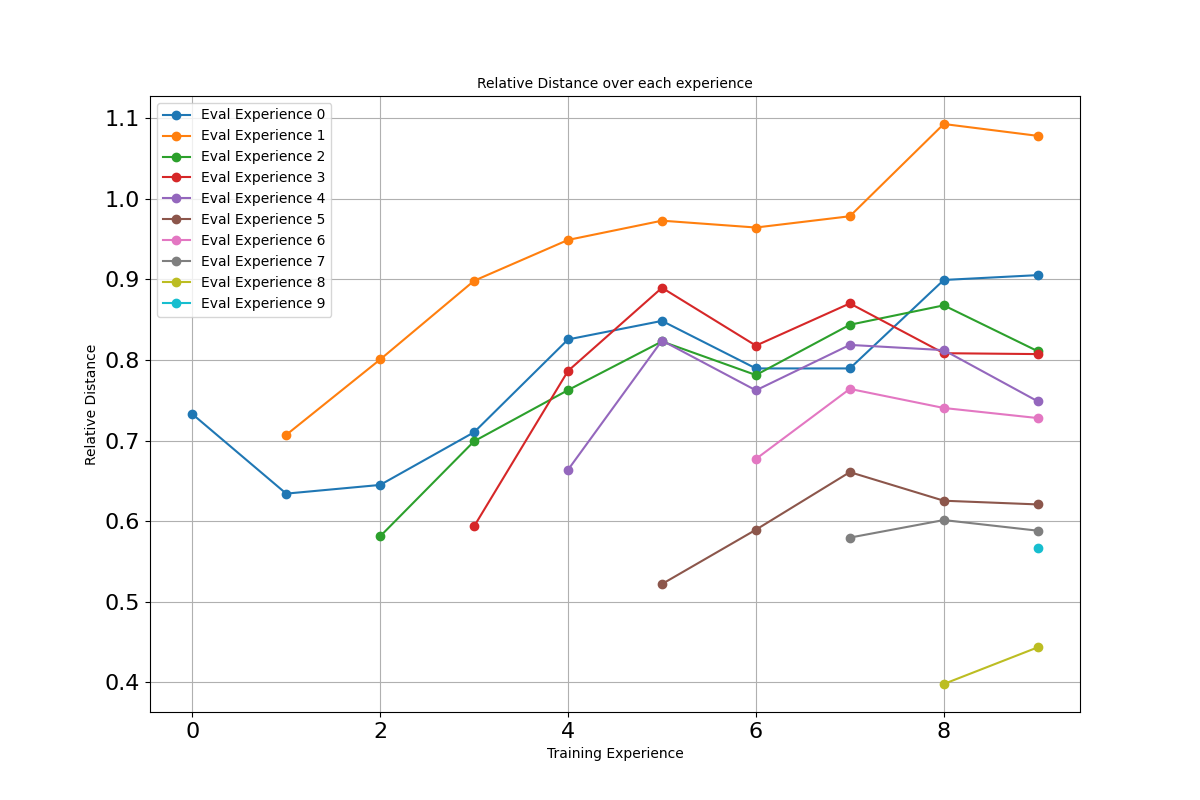 Relative Distance over each experience
Eval Experience 0
Eval Experience 1
Eval Experience 2
Eval Experience 3
Eval Experience 4
Eval Experience 5
Eval Experience 6
Eval Experience 7
Eval Experience 8
Eval Experience 9
1.1
1.0
0.9
0.8
0.7
0.6
0.5
0.4
Relative Distance
0 2 4 6 8
Training Experience